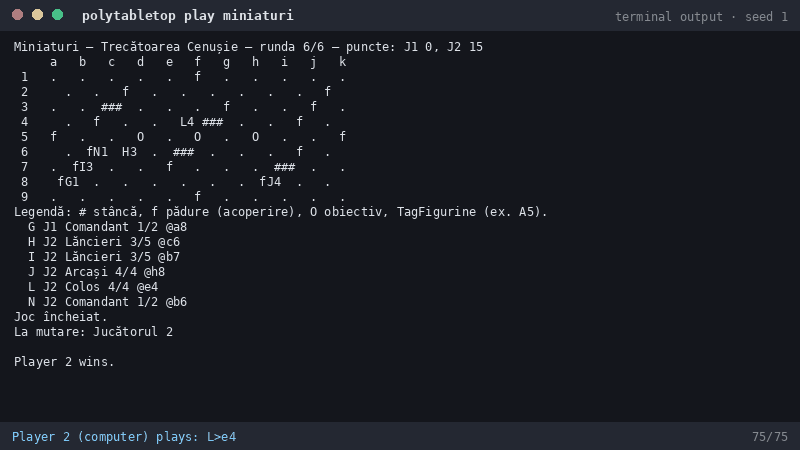 polytabletop play miniaturi
terminal output · seed 1
Miniaturi — Trecătoarea Cenușie — runda 6/6 — puncte: J1 0, J2 15
a b c d e f g h i j k
1 . . . . . f . . . . .
2 . . f . . . . . . f
3 . . ### . . . f . . f .
4 . f . . L4 ### . . f .
5 f . . O . O . O . . f
6 . fN1 H3 . ### . . . f .
7 . fI3 . . f . . . ### . .
8 fG1 . . . . . . fJ4 . .
9 . . . . . f . . . . .
Legendă: # stâncă, f pădure (acoperire), O obiectiv, TagFigurine (ex. A5).
G J1 Comandant 1/2 @a8
H J2 Lăncieri 3/5 @c6
I J2 Lăncieri 3/5 @b7
J J2 Arcași 4/4 @h8
L J2 Colos 4/4 @e4
N J2 Comandant 1/2 @b6
Joc încheiat.
La mutare: Jucătorul 2
Player 2 wins.
Player 2 (computer) plays: L>e4
75/75